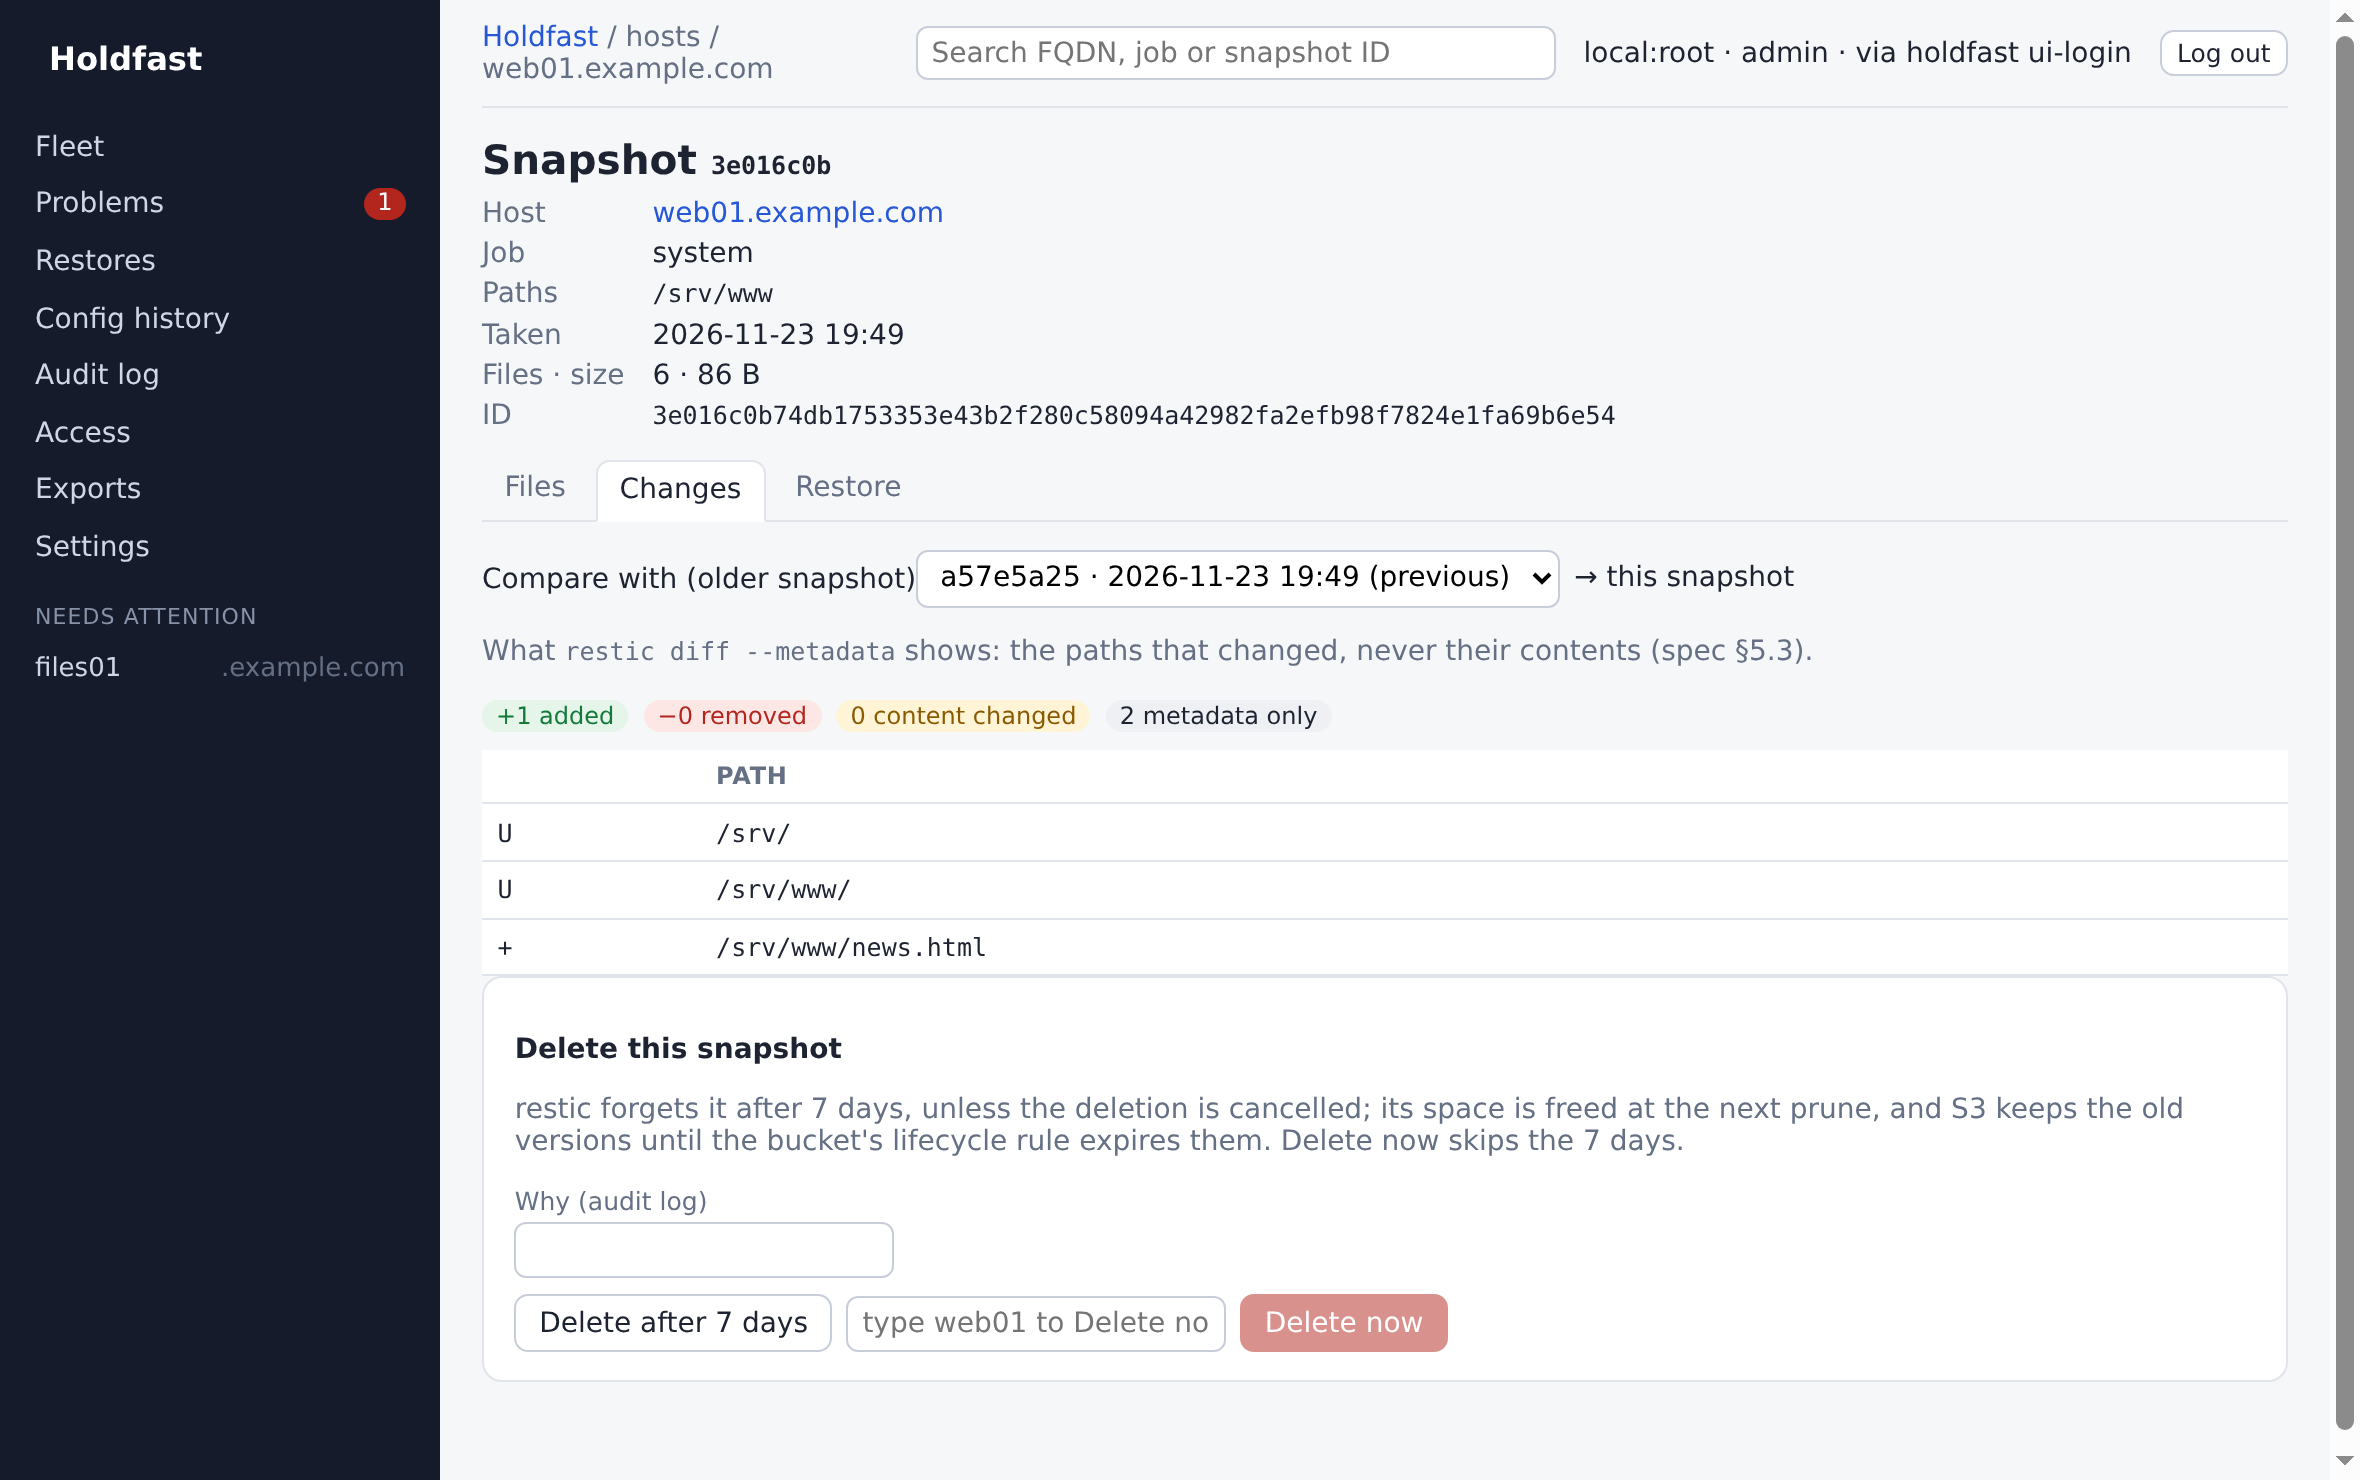 Holdfast
Fleet
Problems 1
Restores
Config history
Audit log
Access
Exports
Settings
NEEDS ATTENTION
files01 .example.com
Holdfast / hosts /
web01.example.com
Search FQDN, job or snapshot ID
local:root · admin · via holdfast ui-login
Log out
Snapshot 3e016c0b
Host web01.example.com
Job system
Paths /srv/www
Taken 2026-11-23 19:49
Files · size 6 · 86 B
ID 3e016c0b74db1753353e43b2f280c58094a42982fa2efb98f7824e1fa69b6e54
Files Changes Restore
Compare with (older snapshot) a57e5a25 · 2026-11-23 19:49 (previous) → this snapshot
What restic diff --metadata shows: the paths that changed, never their contents (spec §5.3).
+1 added −0 removed 0 content changed 2 metadata only
PATH
U /srv/
U /srv/www/
+ /srv/www/news.html
Delete this snapshot
restic forgets it after 7 days, unless the deletion is cancelled; its space is freed at the next prune, and S3 keeps the old
versions until the bucket's lifecycle rule expires them. Delete now skips the 7 days.
Why (audit log)
Delete after 7 days type web01 to Delete no Delete now